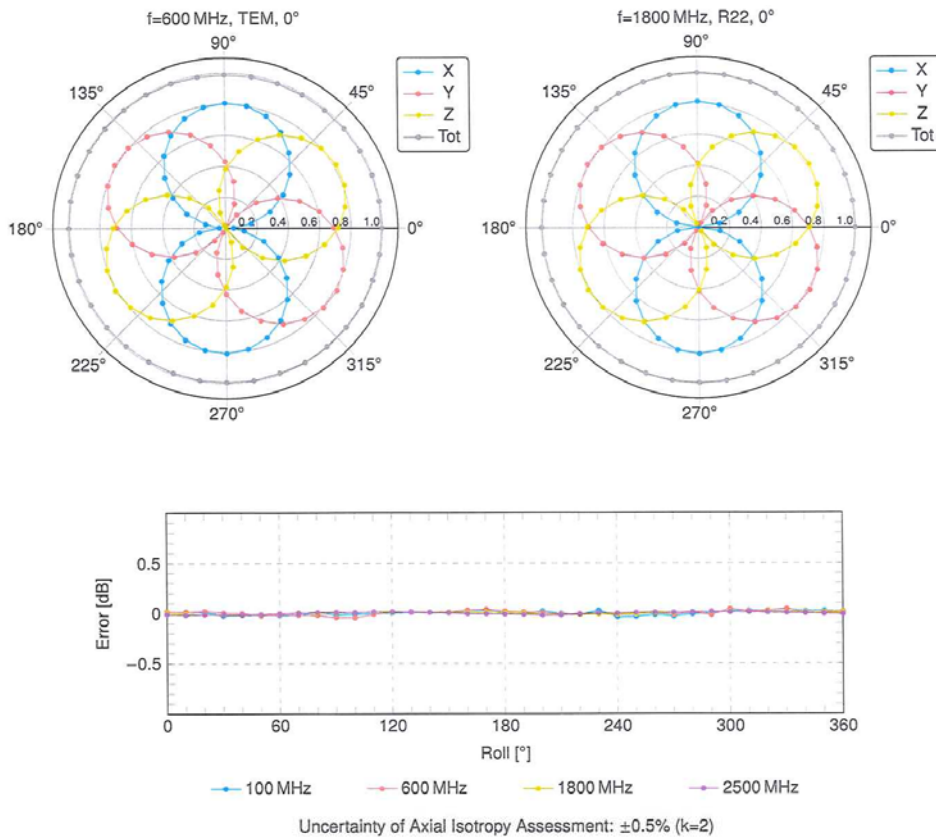 f=600 MHz, TEM, 0°
90°
135°
45°
X
Y
Z
Tot
180°
0.2 0.4 0.6 0.8 1.0
0°
225°
315°
270°
f=1800 MHz, R22, 0°
90°
135°
45°
X
Y
Z
Tot
180°
0.2 0.4 0.6 0.8 1.0
0°
225°
315°
270°
Error [dB]
0.5
0
−0.5
0 60 120 180 240 300 360
Roll [°]
100 MHz 600 MHz 1800 MHz 2500 MHz
Uncertainty of Axial Isotropy Assessment: ±0.5% (k=2)